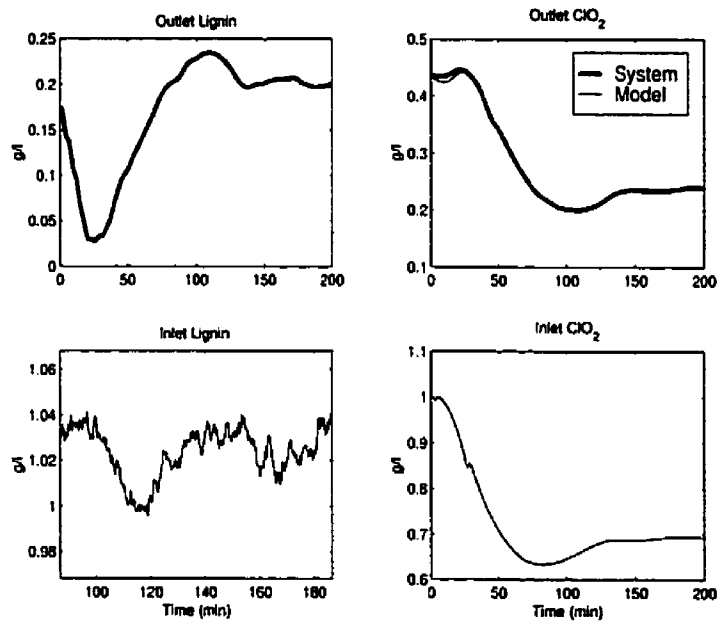 Outlet Lignin
0.25
0.2
0.15
0.1
0.05
0
g/l
0 50 100 150 200
Outlet ClO2
0.5
0.4
0.3
0.2
0.1
g/l
0 50 100 150 200
System
Model
Inlet Lignin
1.06
1.04
1.02
1
0.98
g/l
100 120 140 160 180
Time (min)
Inlet ClO2
1.1
1
0.9
0.8
0.7
0.6
g/l
0 50 100 150 200
Time (min)